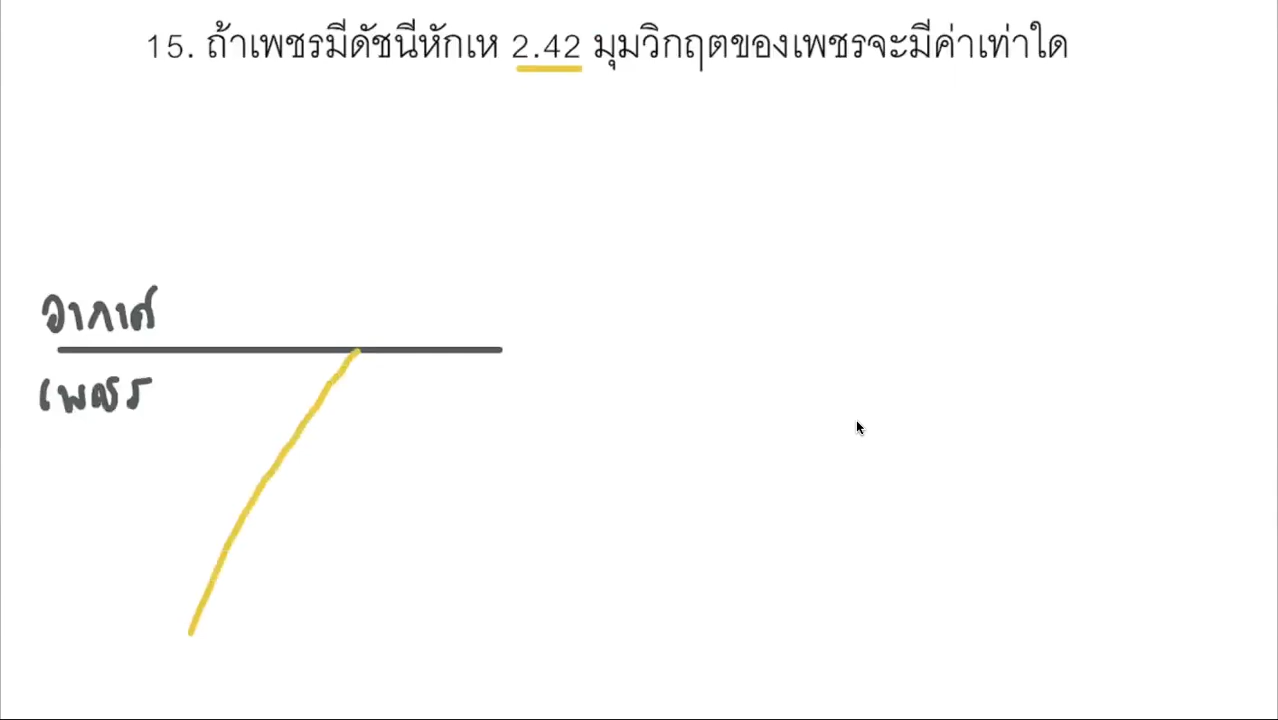 15. ถ้าเพชรมีดัชนีหักเห 2.42 มุมวิกฤตของเพชรจะมีค่าเท่าใด
อากาศ
เพชร